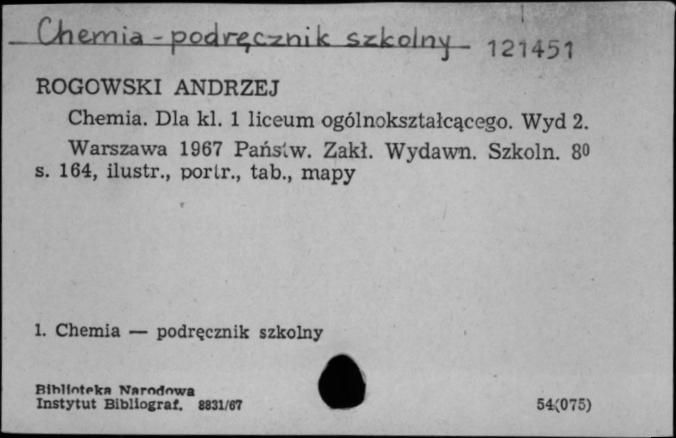 Chemia - podręcznik szkolny 121451
ROGOWSKI ANDRZEJ
Chemia. Dla kl. 1 liceum ogólnokształcącego. Wyd 2.
Warszawa 1967 Państw. Zakł. Wydawn. Szkoln. 8⁰
s. 164, ilustr., portr., tab., mapy
1. Chemia — podręcznik szkolny
Biblioteka Narodowa
Instytut Bibliograf. 8831/67
54(075)